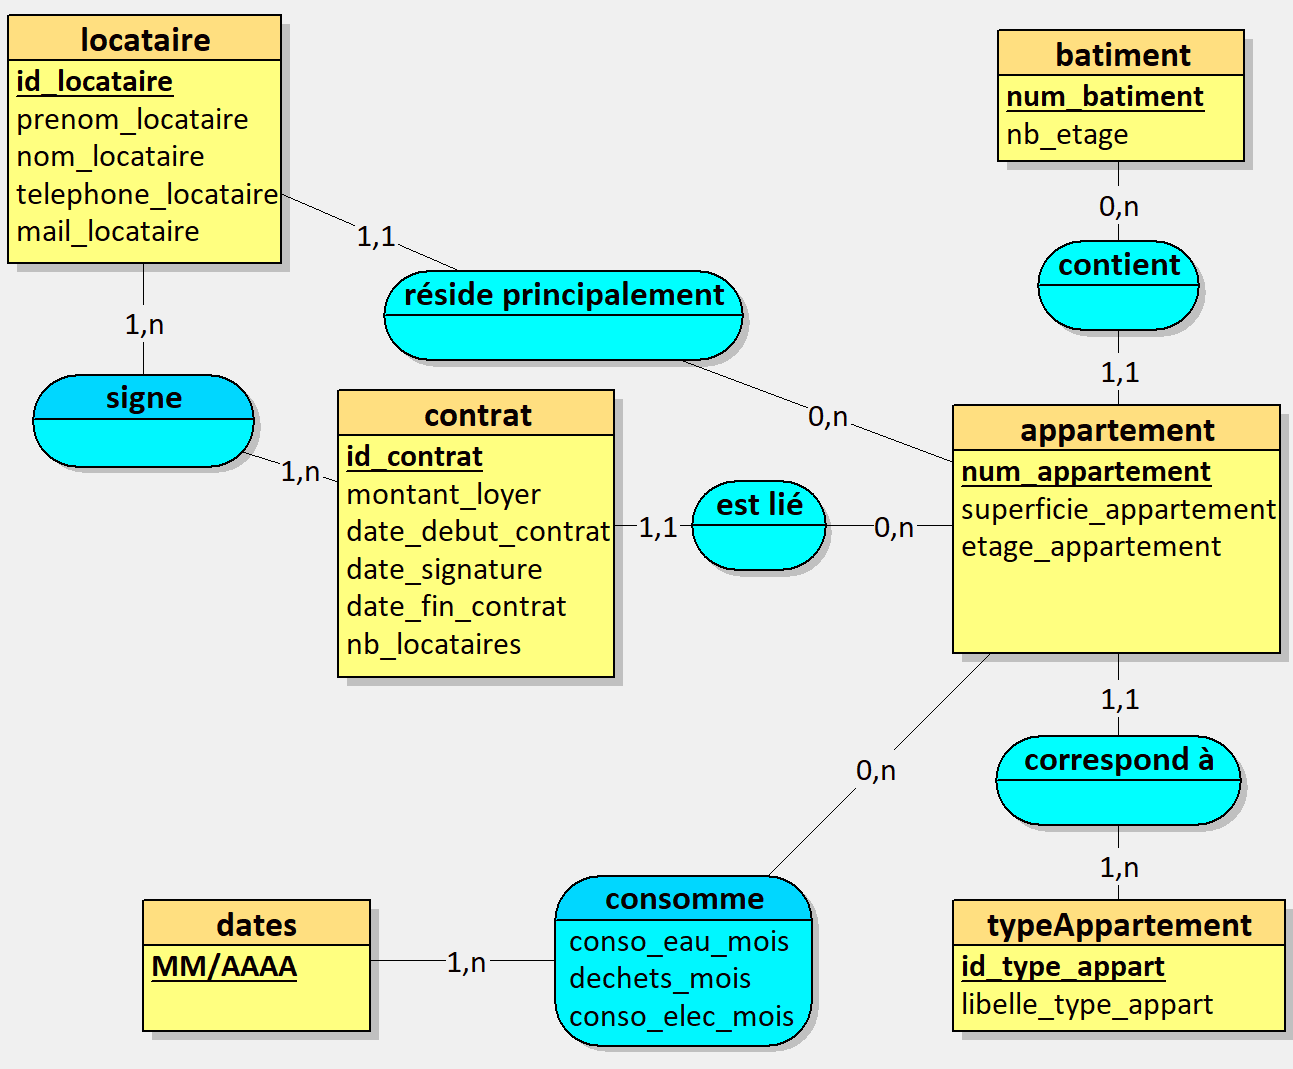 locataire
id_locataire
prenom_locataire
nom_locataire
telephone_locataire
mail_locataire
batiment
num_batiment
nb_etage
0,n
contient
1,1
1,1
réside principalement
0,n
1,n
signe
1,n
contrat
id_contrat
montant_loyer
date_debut_contrat
date_signature
date_fin_contrat
nb_locataires
1,1
est lié
0,n
appartement
num_appartement
superficie_appartement
etage_appartement
1,1
correspond à
1,n
typeAppartement
id_type_appart
libelle_type_appart
0,n
consomme
conso_eau_mois
dechets_mois
conso_elec_mois
1,n
dates
MM/AAAA